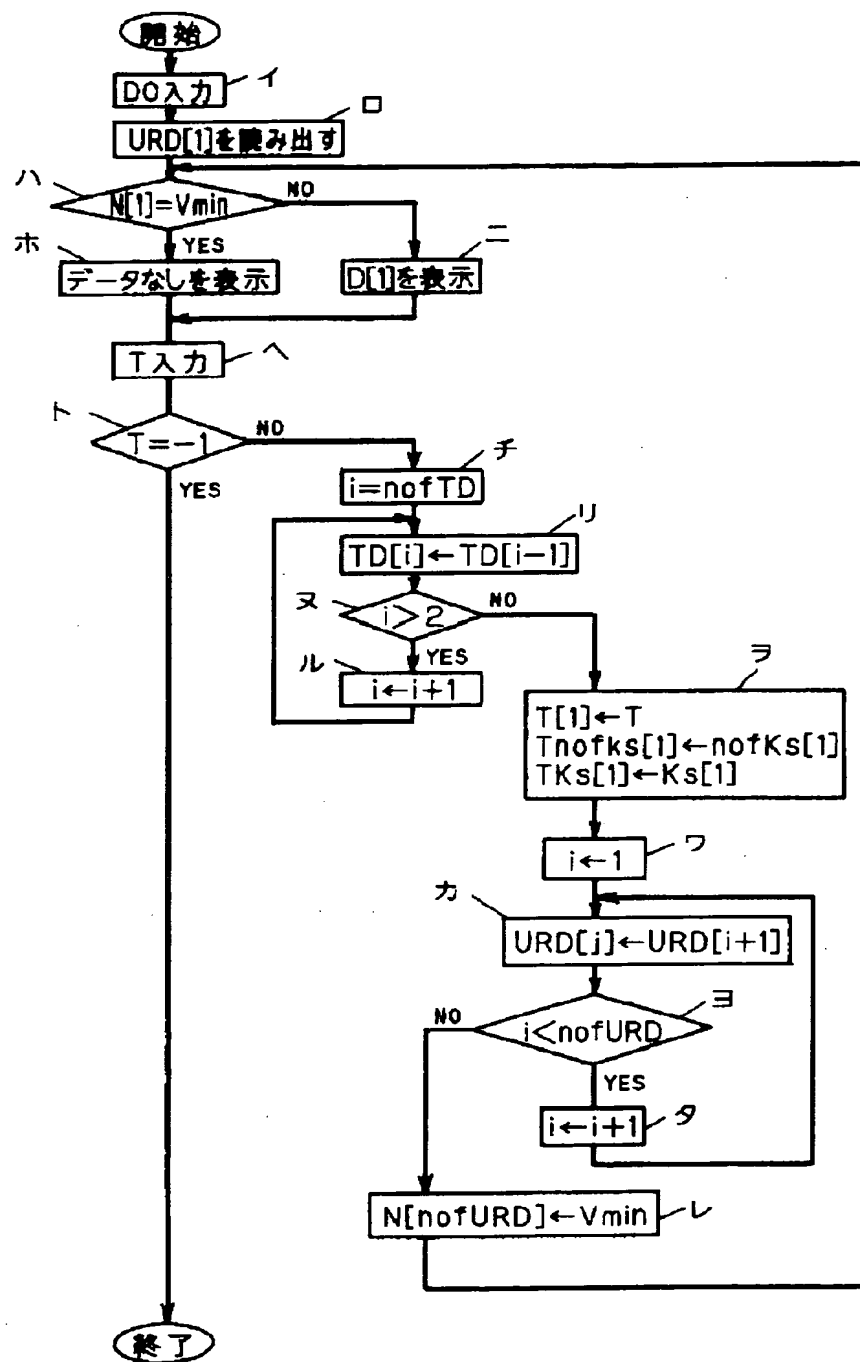 開始
イ
DO入力
ロ
URD[1]を読み出す
ハ
N[1]=Vmin
NO
ホ
YES
ニ
データなしを表示
D[1]を表示
T入力
ヘ
ト
T=-1
NO
YES
チ
i=nofTD
リ
TD[i]←TD[i-1]
ヌ
i>2
NO
YES
ル
i←i+1
ヲ
T[1]←T
Tnofks[1]←nofKs[1]
TKs[1]←Ks[1]
ワ
i←1
カ
URD[j]←URD[i+1]
ヨ
NO
i<nofURD
YES
i←i+1
タ
N[nofURD]←Vmin
レ
終了